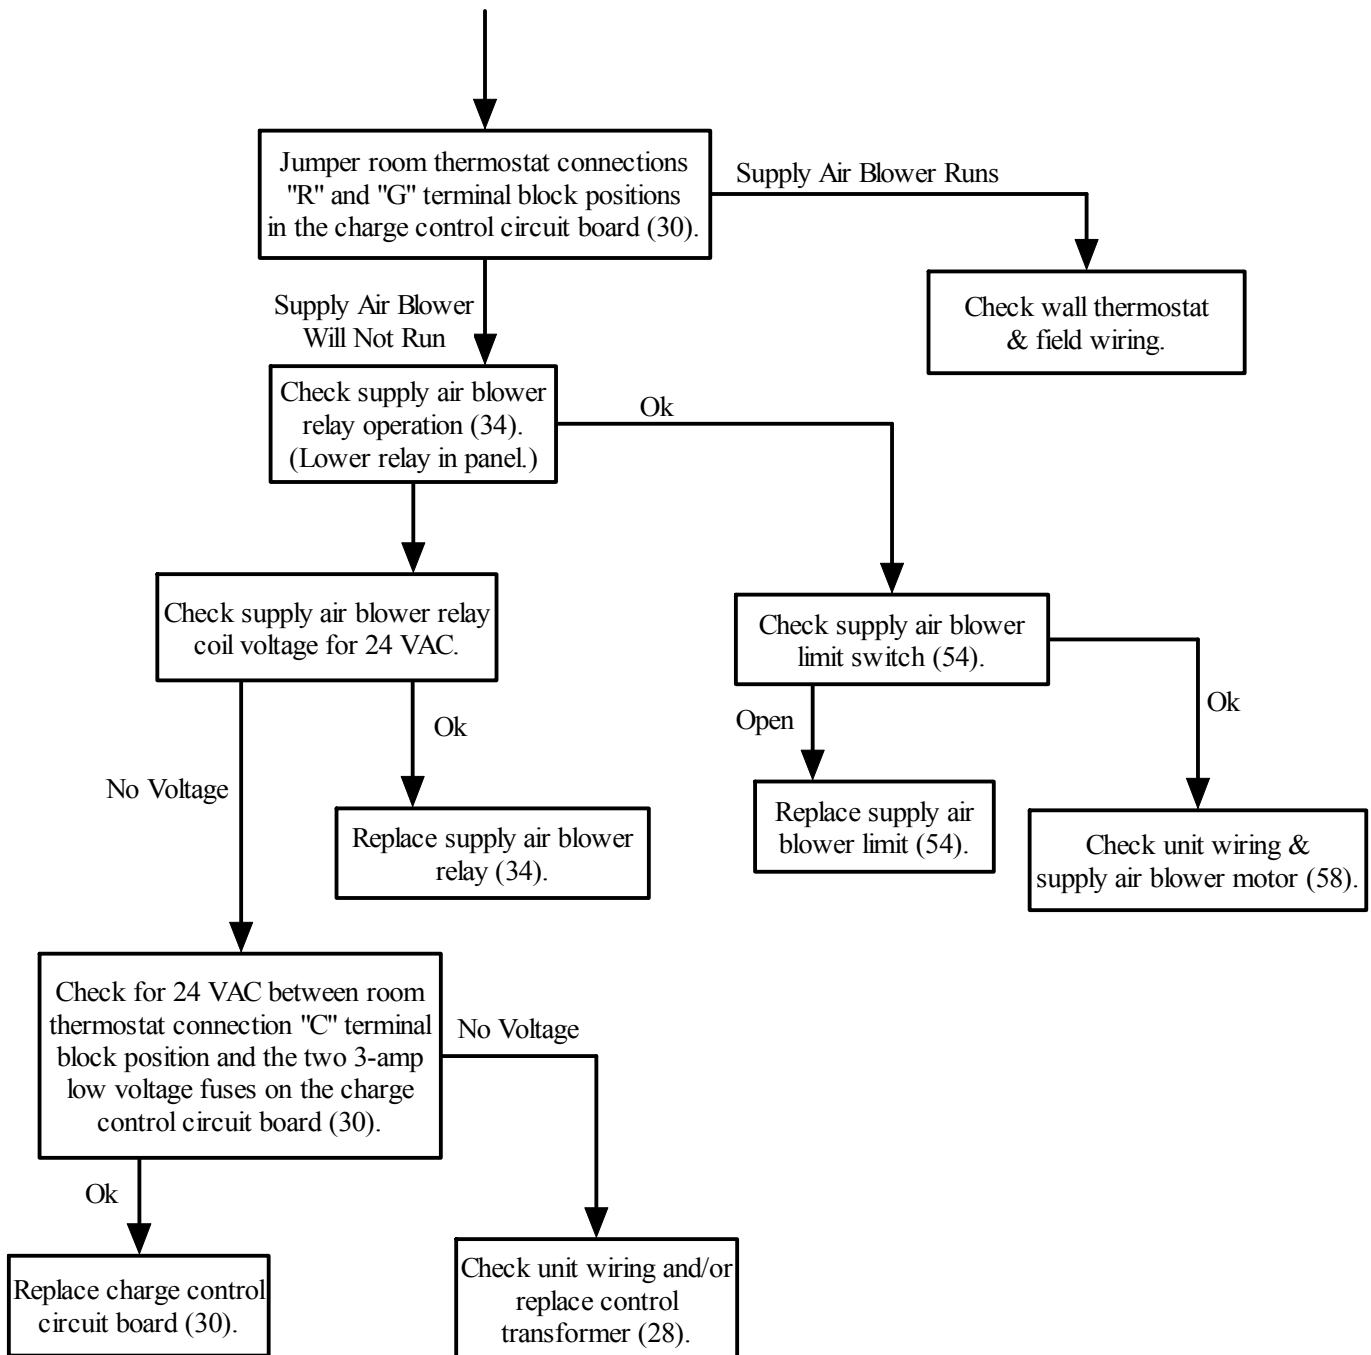 Jumper room thermostat connections
"R" and "G" terminal block positions
in the charge control circuit board (30).
Supply Air Blower Runs
Check wall thermostat
& field wiring.
Supply Air Blower
Will Not Run
Check supply air blower
relay operation (34).
(Lower relay in panel.)
Ok
Check supply air blower relay
coil voltage for 24 VAC.
Check supply air blower
limit switch (54).
Ok
Open
Ok
No Voltage
Replace supply air blower
relay (34).
Replace supply air
blower limit (54).
Check unit wiring &
supply air blower motor (58).
Check for 24 VAC between room
thermostat connection "C" terminal
block position and the two 3-amp
low voltage fuses on the charge
control circuit board (30).
No Voltage
Ok
Replace charge control
circuit board (30).
Check unit wiring and/or
replace control
transformer (28).